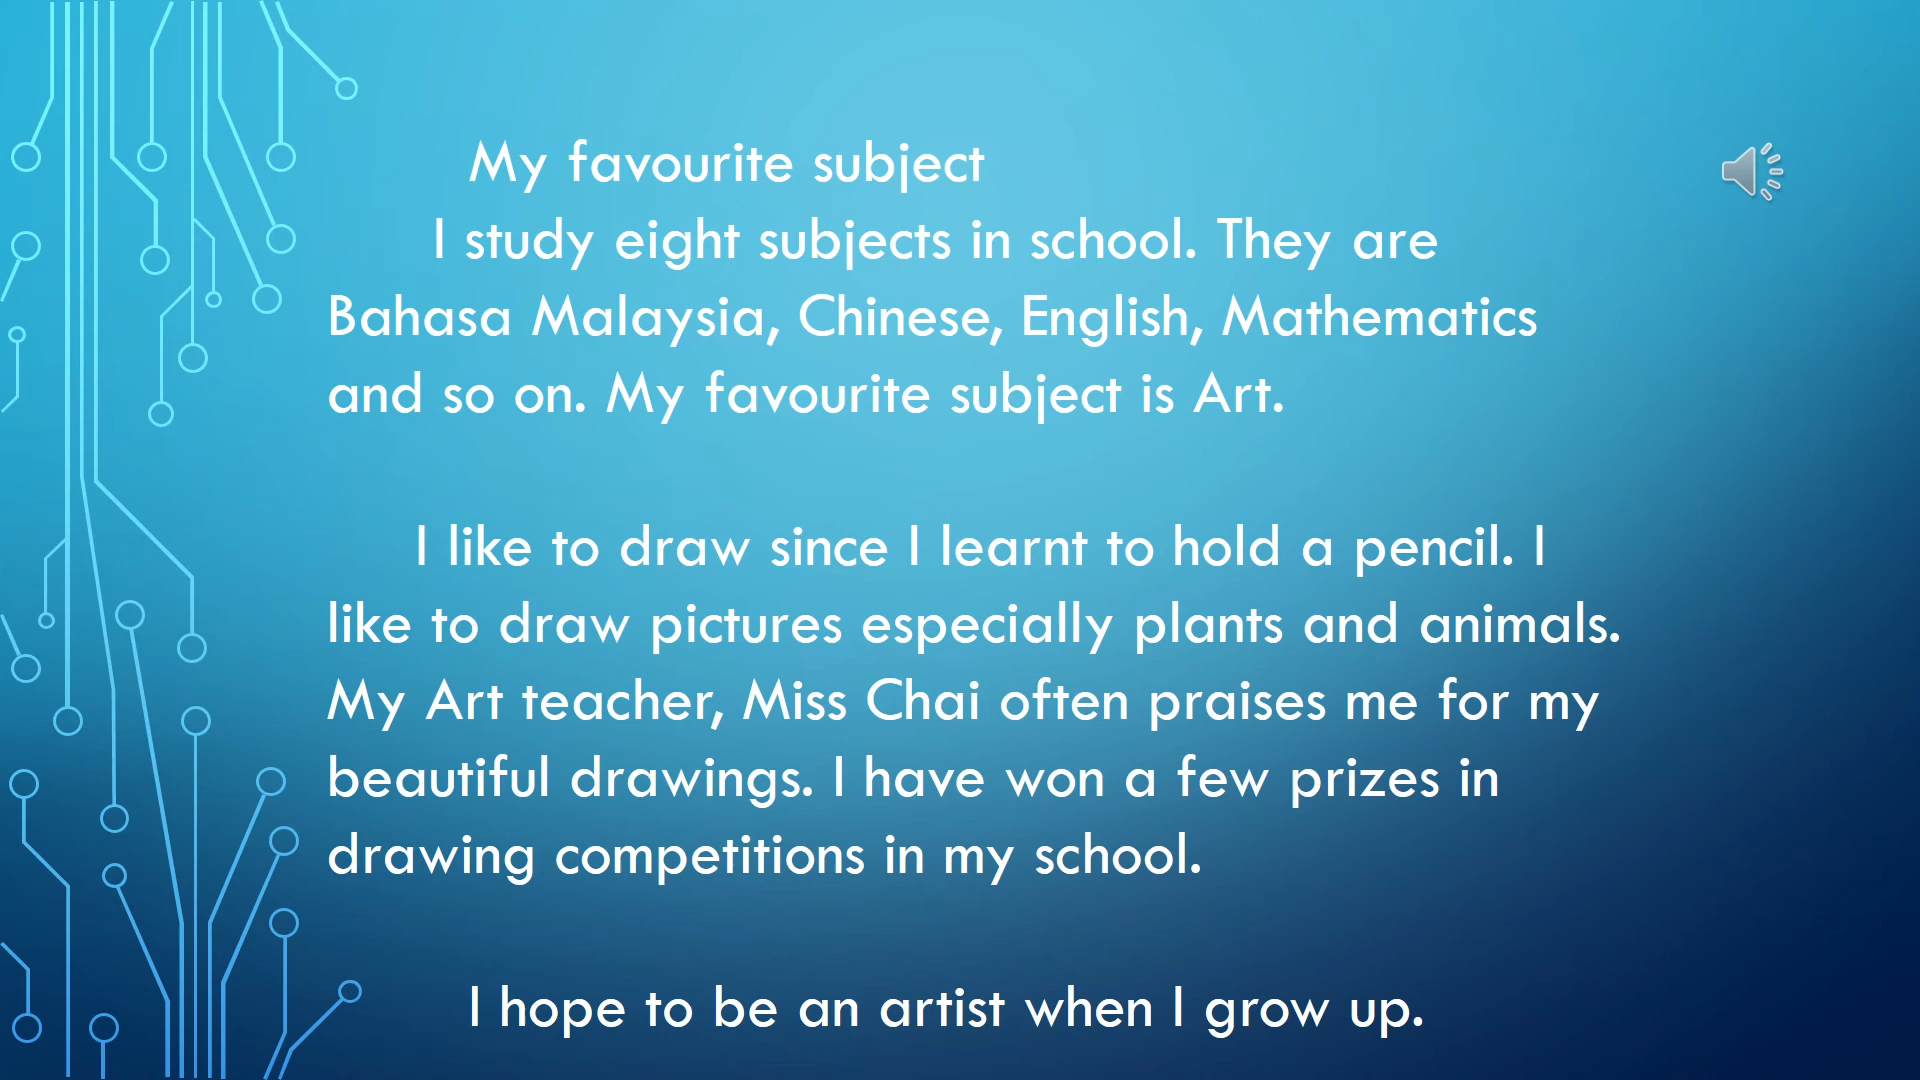 My favourite subject
I study eight subjects in school. They are
Bahasa Malaysia, Chinese, English, Mathematics
and so on. My favourite subject is Art.
I like to draw since I learnt to hold a pencil. I
like to draw pictures especially plants and animals.
My Art teacher, Miss Chai often praises me for my
beautiful drawings. I have won a few prizes in
drawing competitions in my school.
I hope to be an artist when I grow up.